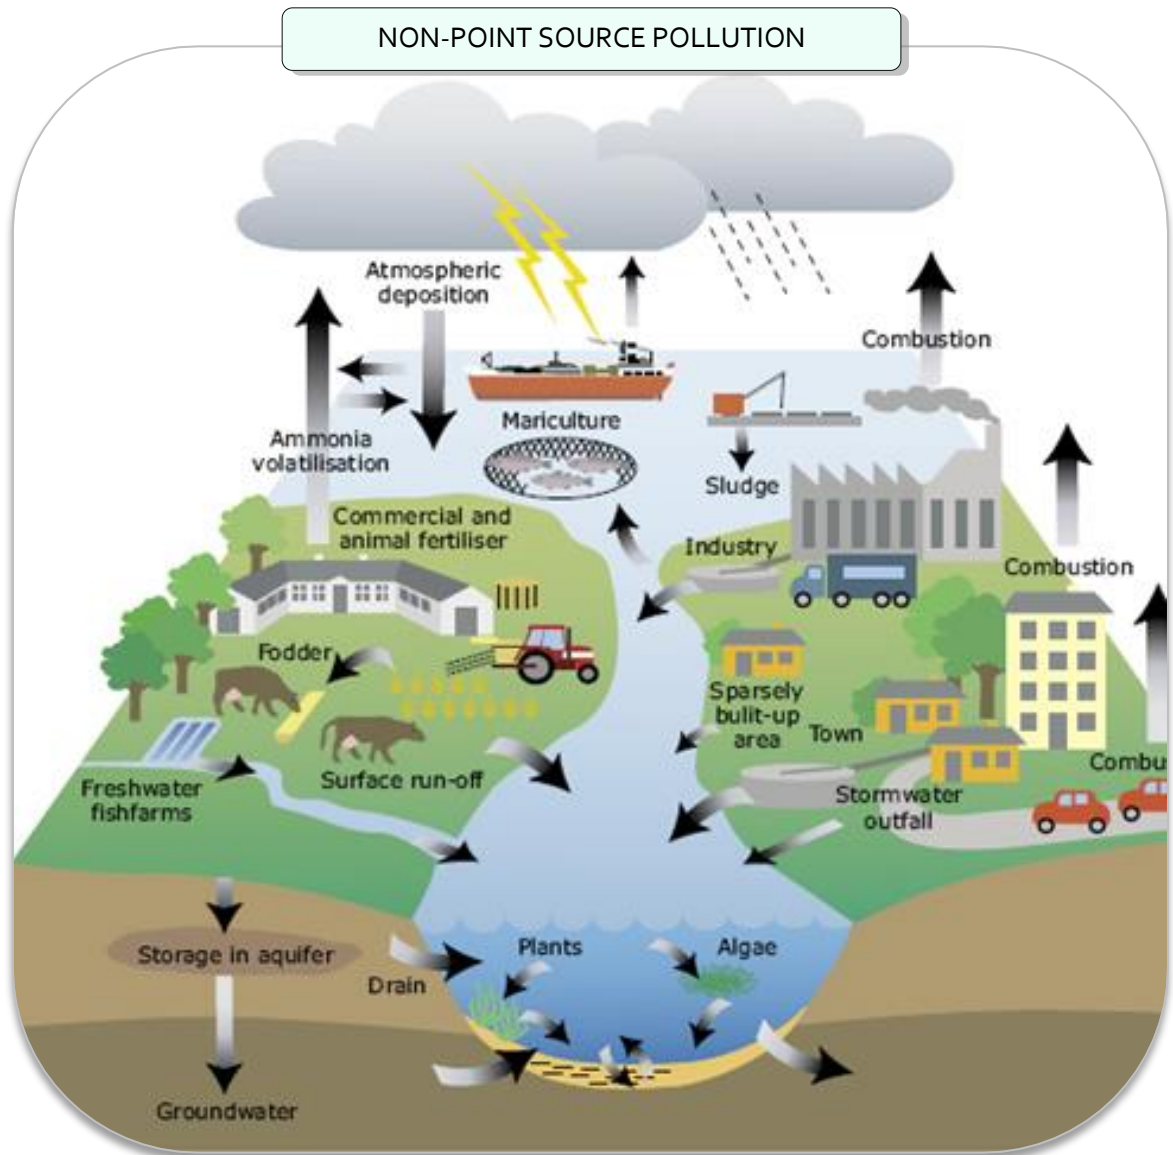 NON-POINT SOURCE POLLUTION
Atmospheric
deposition
Combustion
Mariculture
Ammonia
volatilisation
Sludge
Commercial and
animal fertiliser
Industry
Combustion
Fodder
Sparsely
bulit-up
area
Town
Surface run-off
Combu
Freshwater
fishfarms
Stormwater
outfall
Plants
Algae
Storage in aquifer
Drain
Groundwater